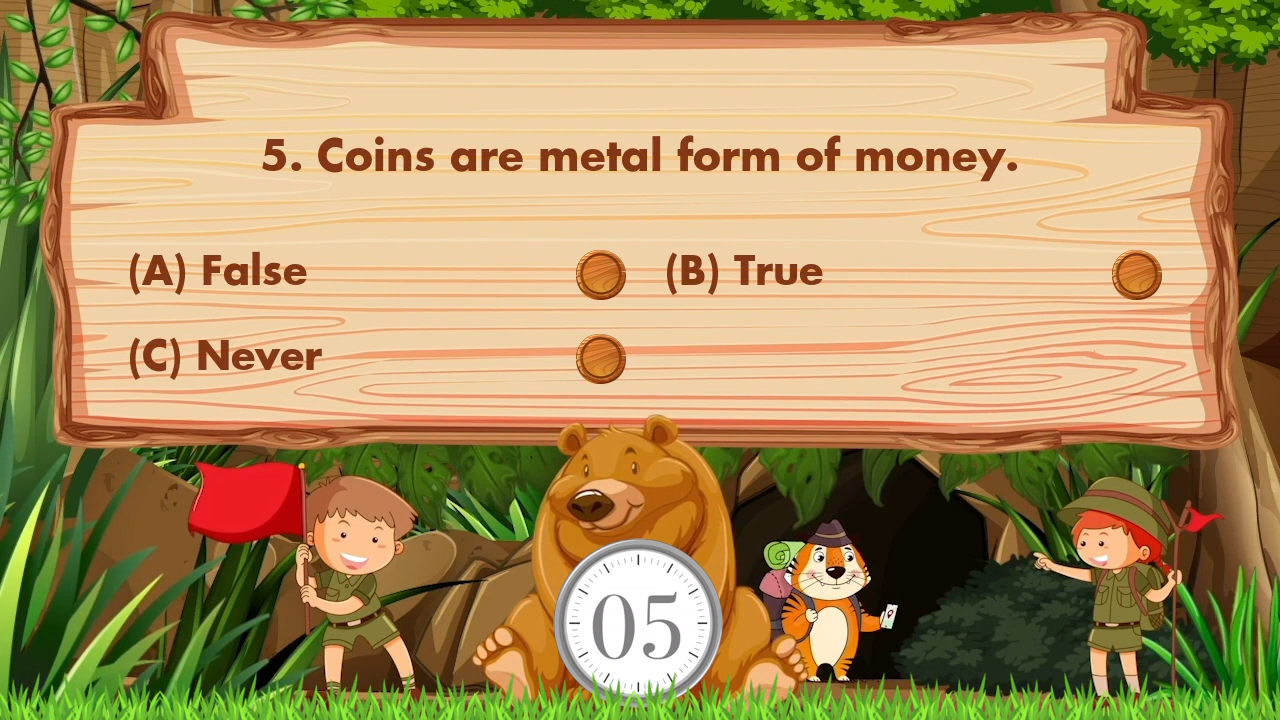 5. Coins are metal form of money.
(A) False
(B) True
(C) Never
05